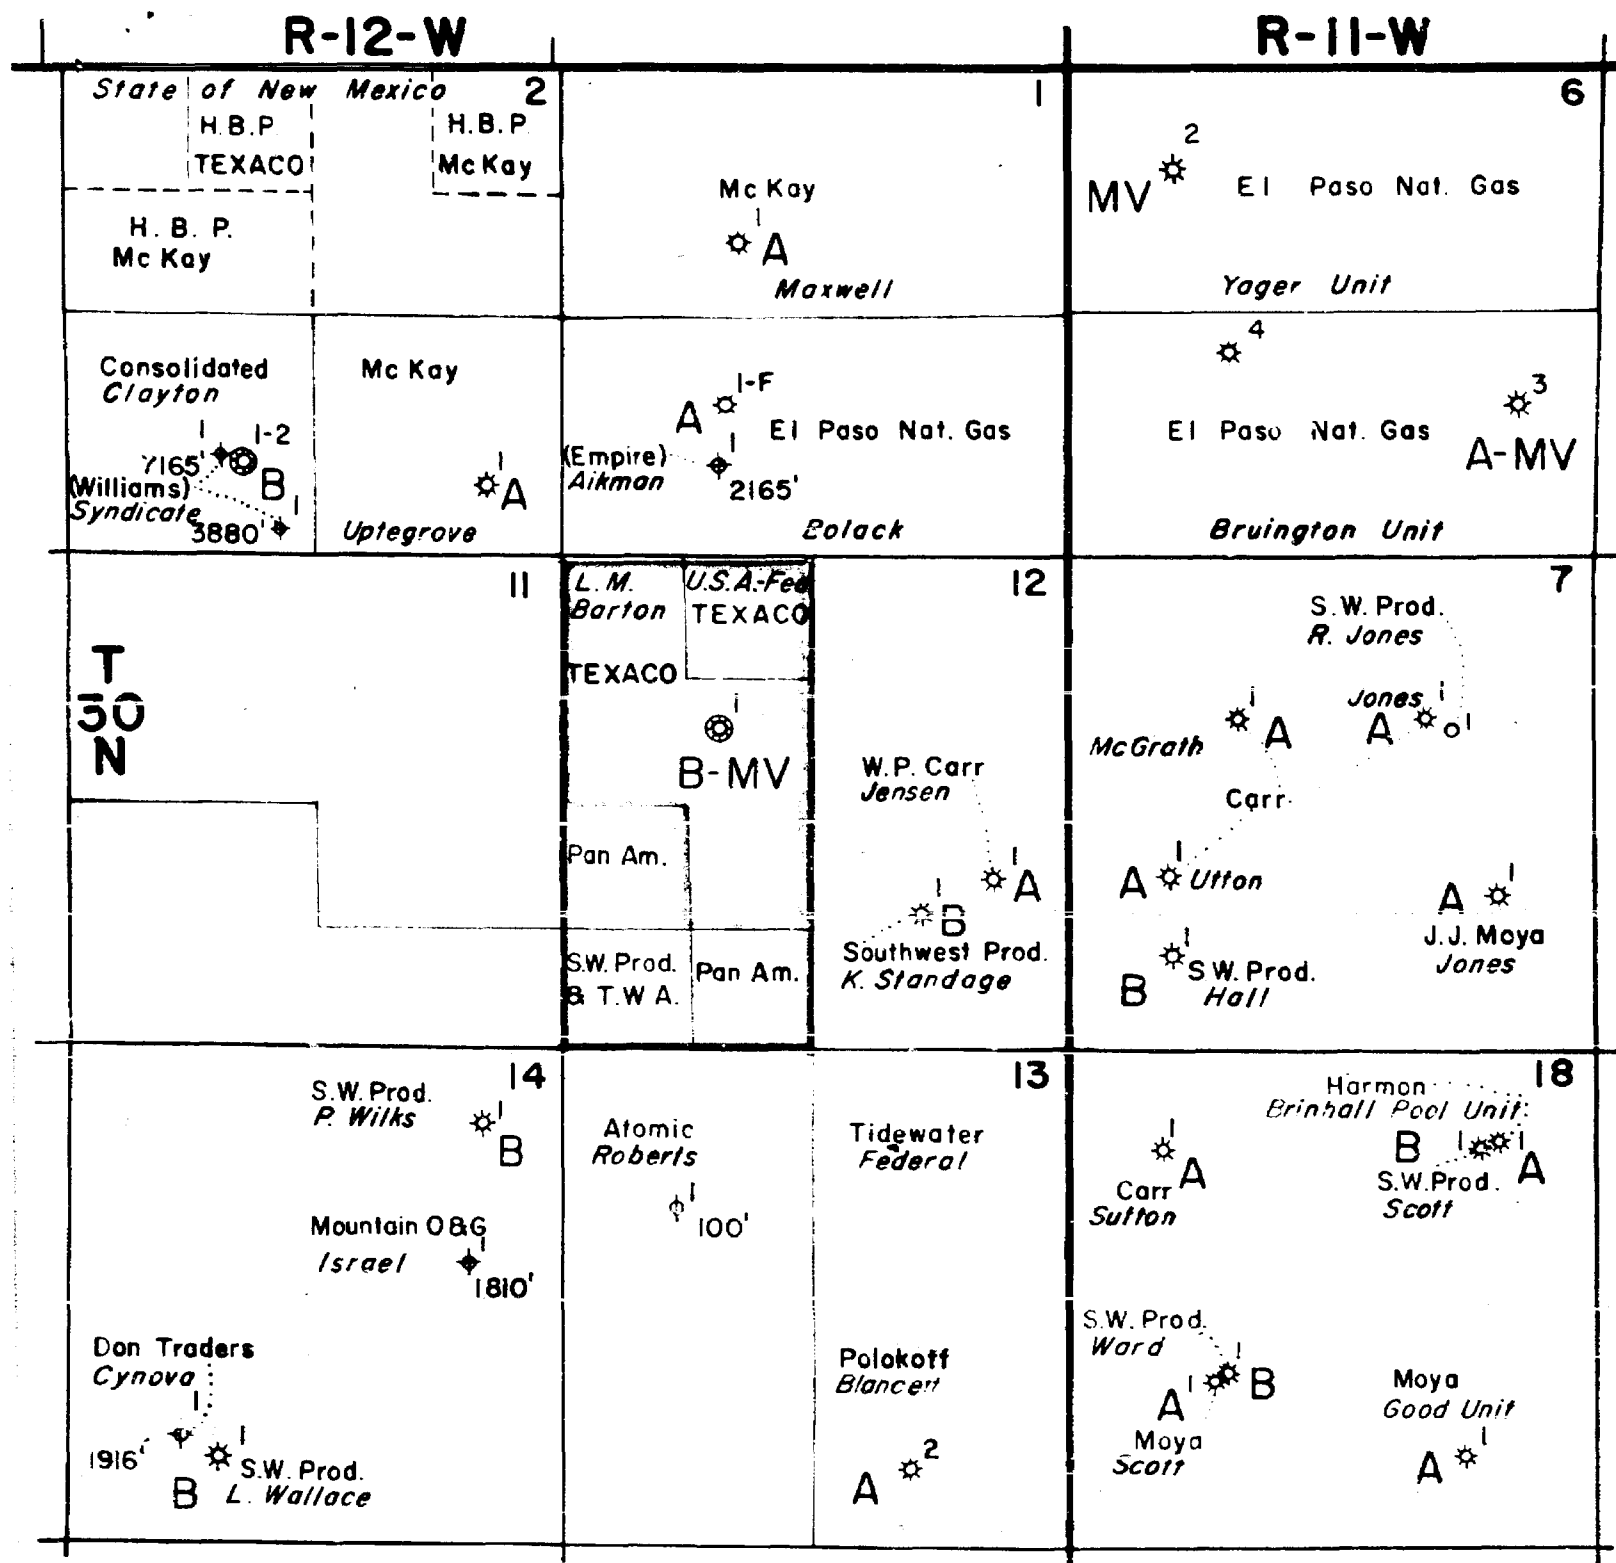 R-12-W
R-11-W
State of New Mexico
2
H.B.P.
TEXACO
H.B.P.
McKay
H. B. P.
Mc Kay
1
Mc Kay
1
A
Maxwell
6
2
MV
El Paso Nat. Gas
Yager Unit
Consolidated
Clayton
1
1-2
7165'
B
(Williams)
Syndicate
1
3880'
Mc Kay
1
A
Uptegrove
1-F
A
El Paso Nat. Gas
1
(Empire)
Aikman
2165'
Bolack
4
3
El Paso Nat. Gas
A-MV
Bruington Unit
11
T
30
N
L. M.
Barton
U.S.A.-Fed
TEXACO
TEXACO
1
B-MV
Pan Am.
S.W. Prod.
& T.W.A.
Pan Am.
12
W.P. Carr
Jensen
1
A
1
B
Southwest Prod.
K. Standage
7
S.W. Prod.
R. Jones
Jones
1
A
1
1
McGrath
A
Carr
1
A
Utton
1
A
J.J. Moya
Jones
1
S.W. Prod.
Hall
B
14
S.W. Prod.
P. Wilks
1
B
Mountain O&G
Israel
1
1810'
Don Traders
Cynova
1
1916'
1
B
S.W. Prod.
L. Wallace
13
Atomic
Roberts
1
100'
Tidewater
Federal
Polokoff
Blancett
2
A
18
Harmon
Brinhall Pool Unit
1
A
Carr
Sutton
B
1
1
A
S.W. Prod.
Scott
S.W. Prod.
Ward
1
1
B
A
Moya
Scott
Moya
Good Unit
1
A